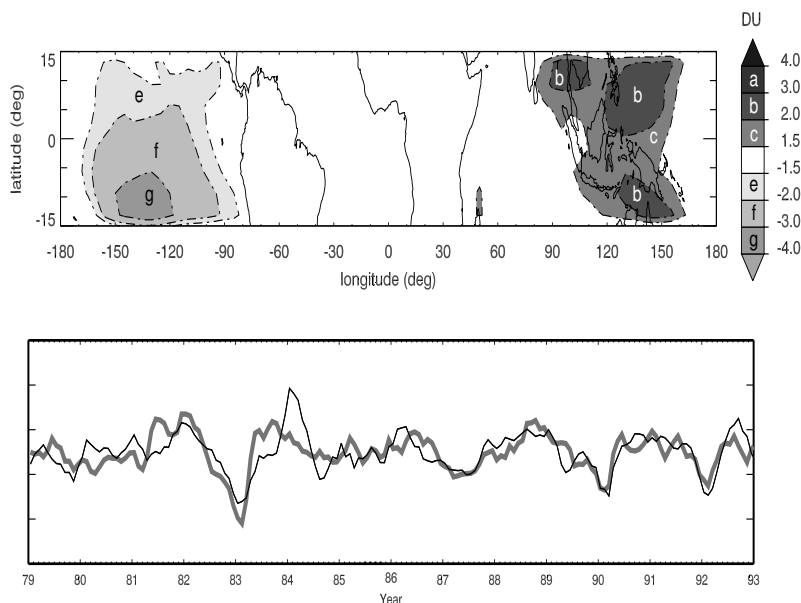 DU
15
0
-15
latitude (deg)
-180 -150 -120 -90 -60 -30 0 30 60 90 120 150 180
longitude (deg)
e
f
g
b
b
c
b
a
b
c
e
f
g
4.0
3.0
2.0
1.5
-1.5
-2.0
-3.0
-4.0
79 80 81 82 83 84 85 86 87 88 89 90 91 92 93
Year